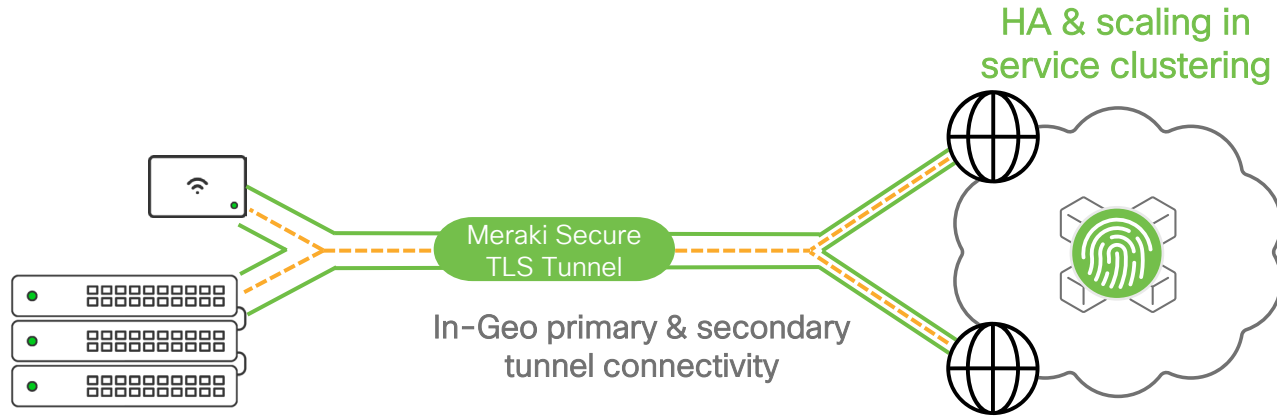 HA & scaling in
service clustering
Meraki Secure
TLS Tunnel
In-Geo primary & secondary
tunnel connectivity